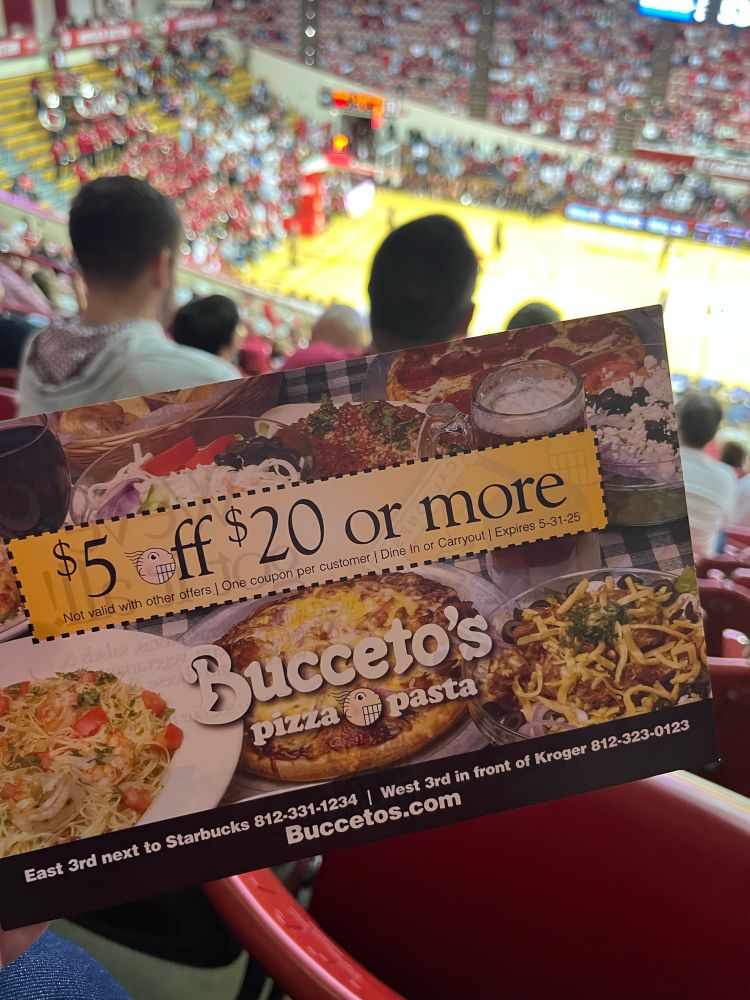 $5 off $20 or more
Not valid with other offers | One coupon per customer | Dine In or Carryout | Expires 5-31-25
Bucceto's
pizza pasta
East 3rd next to Starbucks 812-331-1234 | West 3rd in front of Kroger 812-323-0123
Buccetos.com